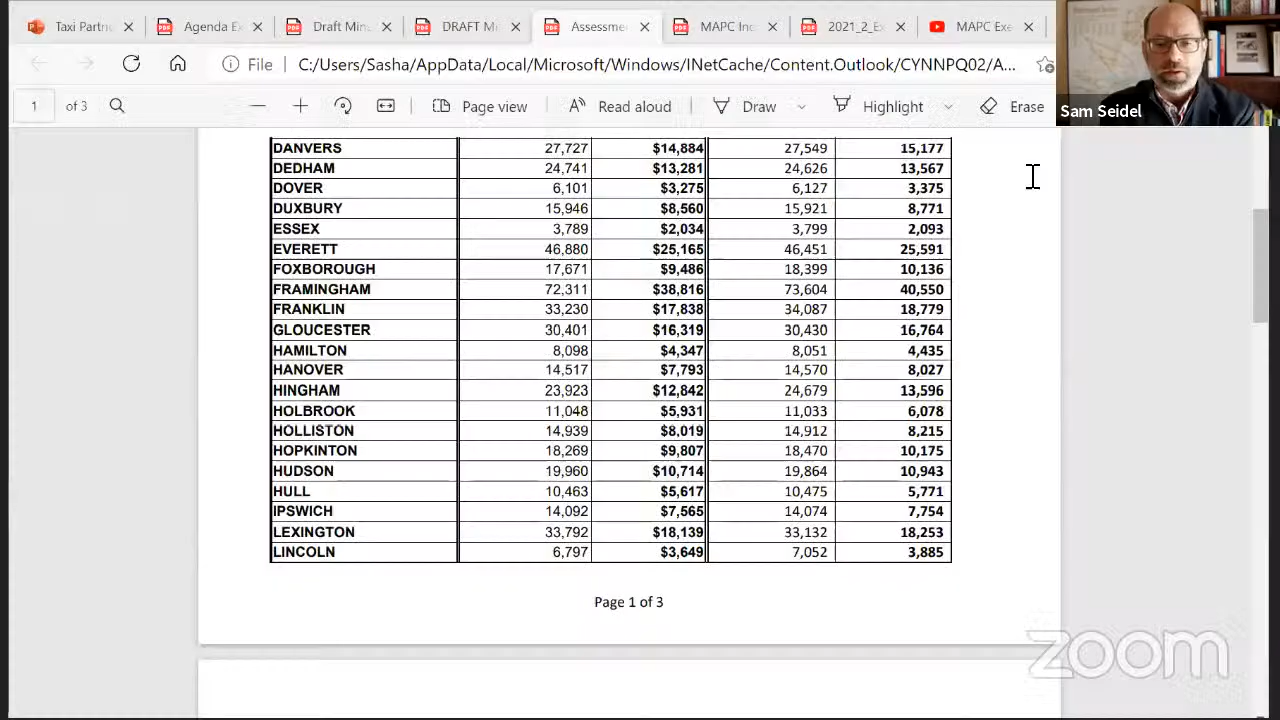 Taxi Partn
Agenda E
Draft Min
DRAFT M
Assessme
MAPC Inc
2021_2_Ex
MAPC Exe
File C:/Users/Sasha/AppData/Local/Microsoft/Windows/INetCache/Content.Outlook/CYNNPQ02/A...
1 of 3 Page view Read aloud Draw Highlight Erase
Sam Seidel
DANVERS 27,727 $14,884 27,549 15,177
DEDHAM 24,741 $13,281 24,626 13,567
DOVER 6,101 $3,275 6,127 3,375
DUXBURY 15,946 $8,560 15,921 8,771
ESSEX 3,789 $2,034 3,799 2,093
EVERETT 46,880 $25,165 46,451 25,591
FOXBOROUGH 17,671 $9,486 18,399 10,136
FRAMINGHAM 72,311 $38,816 73,604 40,550
FRANKLIN 33,230 $17,838 34,087 18,779
GLOUCESTER 30,401 $16,319 30,430 16,764
HAMILTON 8,098 $4,347 8,051 4,435
HANOVER 14,517 $7,793 14,570 8,027
HINGHAM 23,923 $12,842 24,679 13,596
HOLBROOK 11,048 $5,931 11,033 6,078
HOLLISTON 14,939 $8,019 14,912 8,215
HOPKINTON 18,269 $9,807 18,470 10,175
HUDSON 19,960 $10,714 19,864 10,943
HULL 10,463 $5,617 10,475 5,771
IPSWICH 14,092 $7,565 14,074 7,754
LEXINGTON 33,792 $18,139 33,132 18,253
LINCOLN 6,797 $3,649 7,052 3,885
Page 1 of 3
zoom